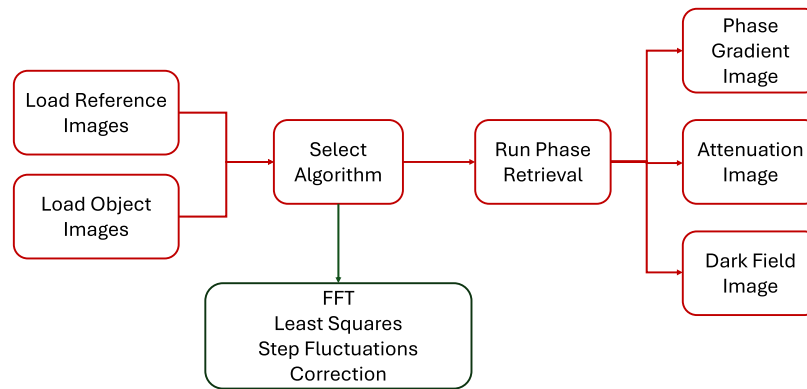 Load Reference
Images
Load Object
Images
Select
Algorithm
FFT
Least Squares
Step Fluctuations
Correction
Run Phase
Retrieval
Phase
Gradient
Image
Attenuation
Image
Dark Field
Image